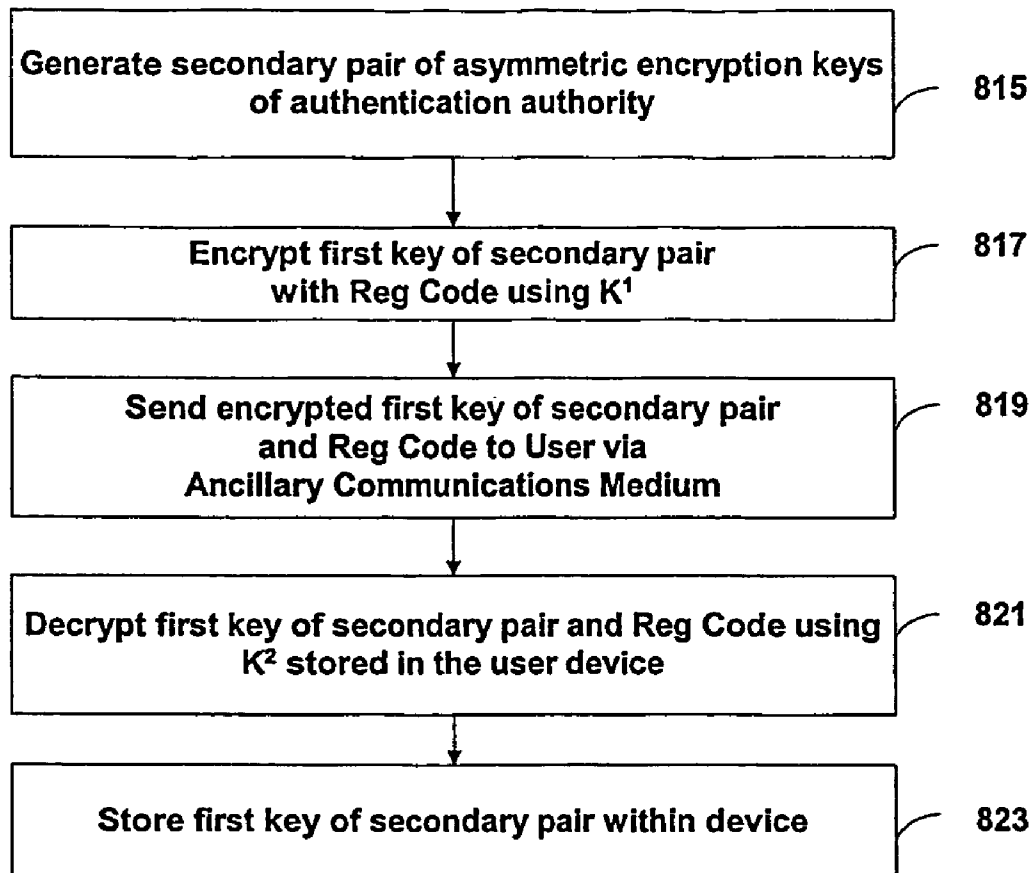 Generate secondary pair of asymmetric encryption keys
of authentication authority
815
Encrypt first key of secondary pair
with Reg Code using K¹
817
Send encrypted first key of secondary pair
and Reg Code to User via
Ancillary Communications Medium
819
Decrypt first key of secondary pair and Reg Code using
K² stored in the user device
821
Store first key of secondary pair within device
823